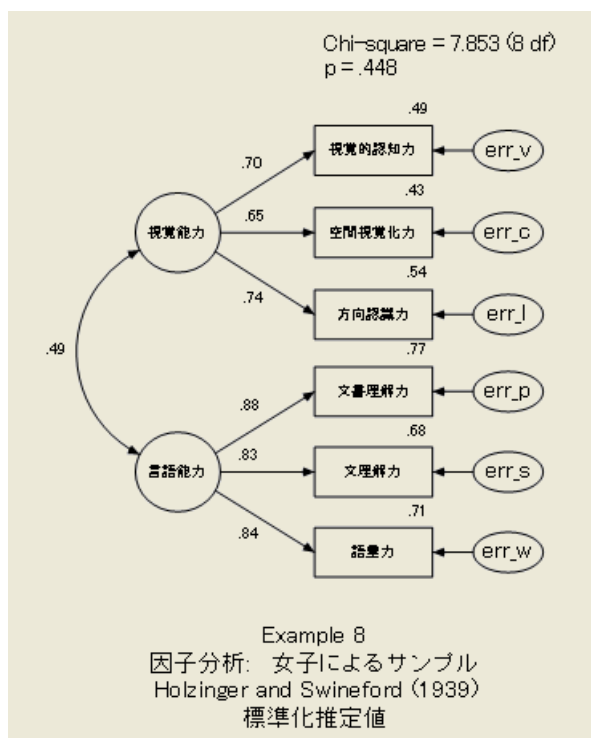 Chi-square = 7.853 (8 df)
p = .448
.49
視覚的認知力
err_v
.70
.43
.65
視覚能力
空間視覚化力
err_c
.54
.74
方向認識力
err_l
.77
.49
文書理解力
err_p
.88
.68
.83
言語能力
文理解力
err_s
.71
.84
語彙力
err_w
Example 8
因子分析: 女子によるサンプル
Holzinger and Swineford (1939)
標準化推定値